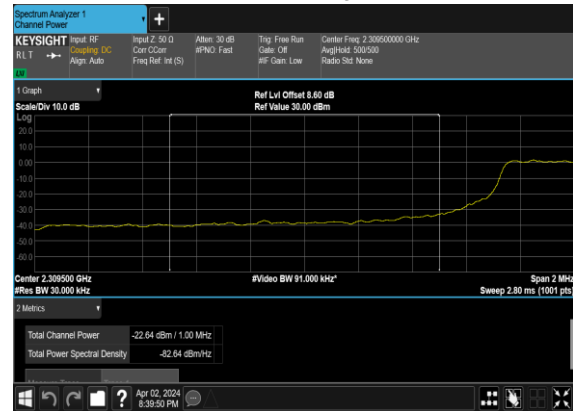 Spectrum Analyzer 1
Channel Power
KEYSIGHT
R L T
Input: RF
Coupling: DC
Align: Auto
Input Z: 50 Ω
Corr CCorr
Freq Ref: Int (S)
Atten: 30 dB
#PNO: Fast
Trig: Free Run
Gate: Off
#IF Gain: Low
Center Freq: 2.309500000 GHz
Avg|Hold: 500/500
Radio Std: None
1 Graph
Scale/Div 10.0 dB
Ref Lvl Offset 8.60 dB
Ref Value 30.00 dBm
Log
20.0
10.0
0.00
-10.0
-20.0
-30.0
-40.0
-50.0
-60.0
Center 2.309500 GHz
#Res BW 30.000 kHz
#Video BW 91.000 kHz*
Span 2 MHz
Sweep 2.80 ms (1001 pts)
2 Metrics
Total Channel Power -22.64 dBm / 1.00 MHz
Total Power Spectral Density -82.64 dBm/Hz
?
Apr 02, 2024
8:39:50 PM